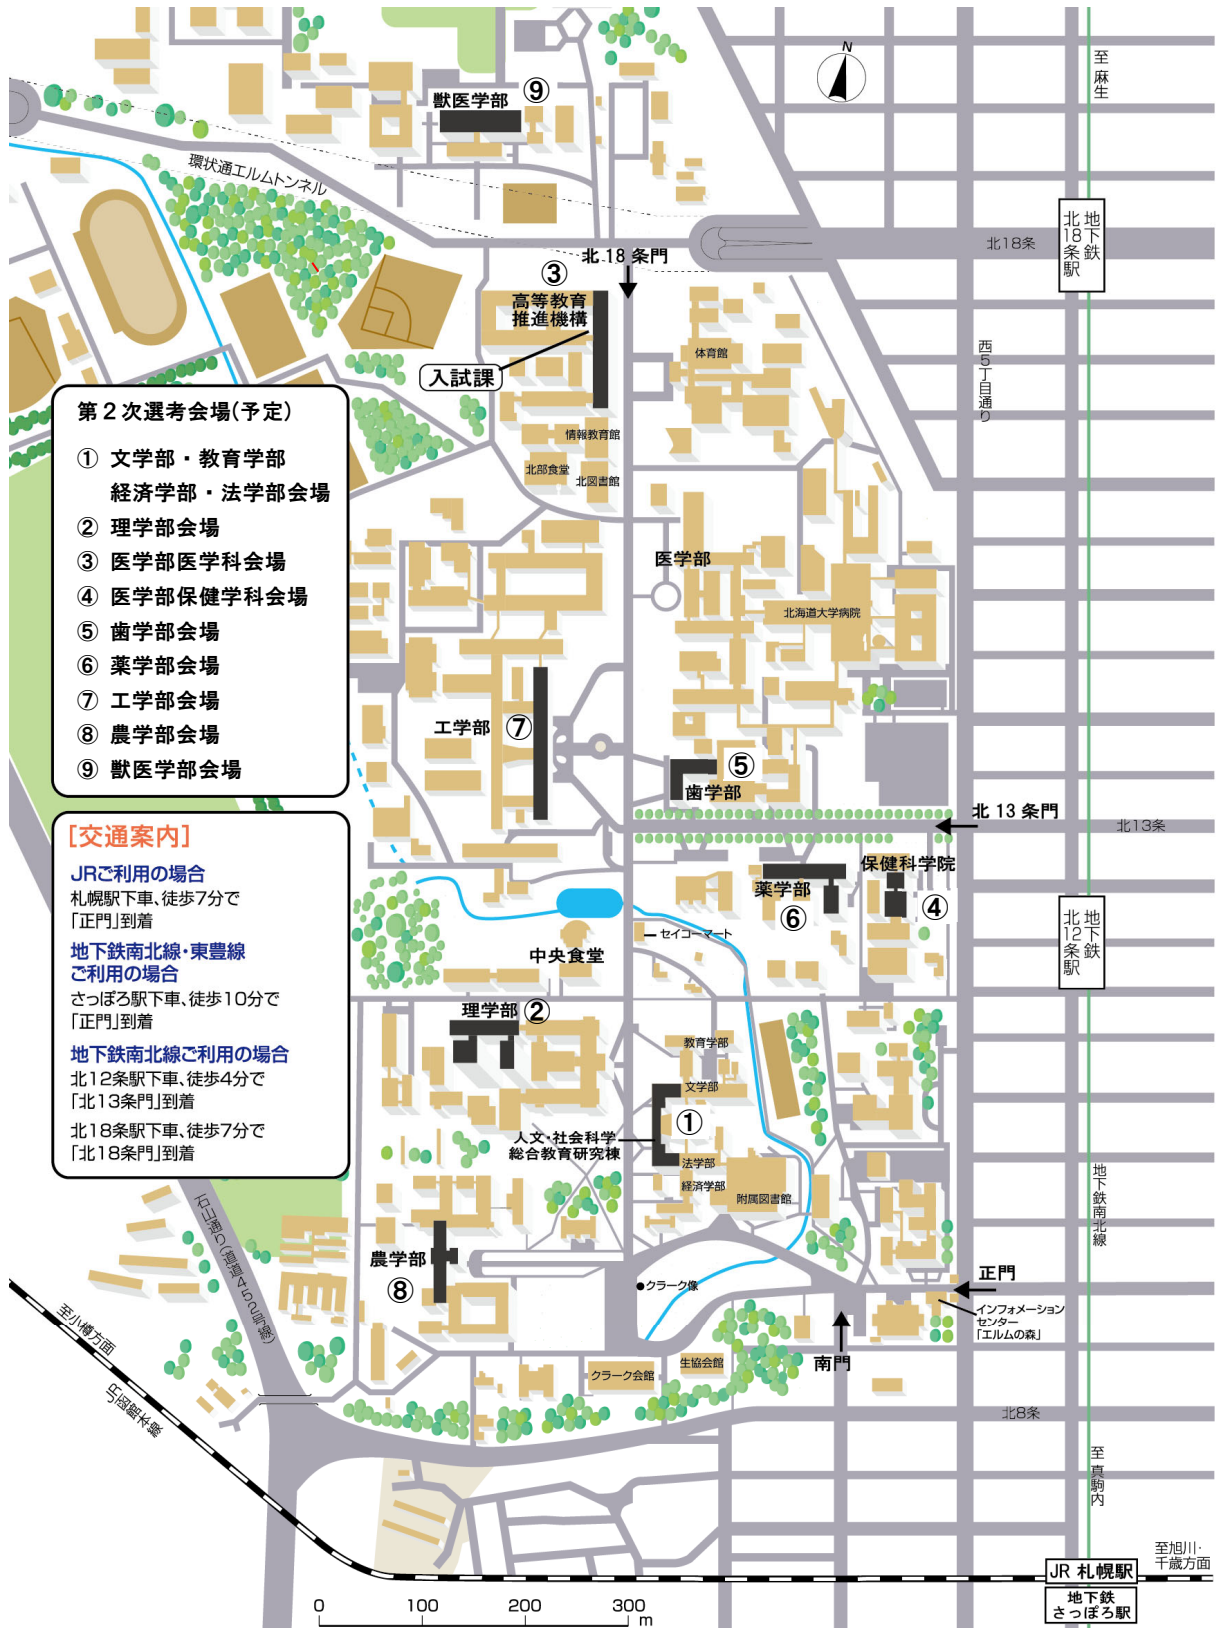 N
至 麻生
獣医学部 ⑨
環状通エルムトンネル
北18条
地下鉄
北18条駅
北 18 条門
③
高等教育
推進機構
入試課
体育館
西5丁目通り
情報教育館
北部食堂
北図書館
第２次選考会場(予定)
① 文学部・教育学部
経済学部・法学部会場
② 理学部会場
③ 医学部医学科会場
④ 医学部保健学科会場
⑤ 歯学部会場
⑥ 薬学部会場
⑦ 工学部会場
⑧ 農学部会場
⑨ 獣医学部会場
医学部
北海道大学病院
工学部 ⑦
⑤
歯学部
北 13 条門
北13条
[交通案内]
JRご利用の場合
札幌駅下車、徒歩7分で
「正門」到着
地下鉄南北線・東豊線
ご利用の場合
さっぽろ駅下車、徒歩10分で
「正門」到着
地下鉄南北線ご利用の場合
北12条駅下車、徒歩4分で
「北13条門」到着
北18条駅下車、徒歩7分で
「北18条門」到着
保健科学院
薬学部
⑥
④
地下鉄
北12条駅
セイコーマート
中央食堂
理学部 ②
教育学部
文学部
①
人文・社会科学
総合教育研究棟
法学部
経済学部
附属図書館
地下鉄南北線
石山通り(道道452号線)
農学部
⑧
クラーク像
正門
インフォメーション
センター
「エルムの森」
南門
至小樽方面
JR函館本線
クラーク会館
生協会館
北8条
至 真駒内
至旭川・
千歳方面
JR 札幌駅
地下鉄
さっぽろ駅
0 100 200 300
m